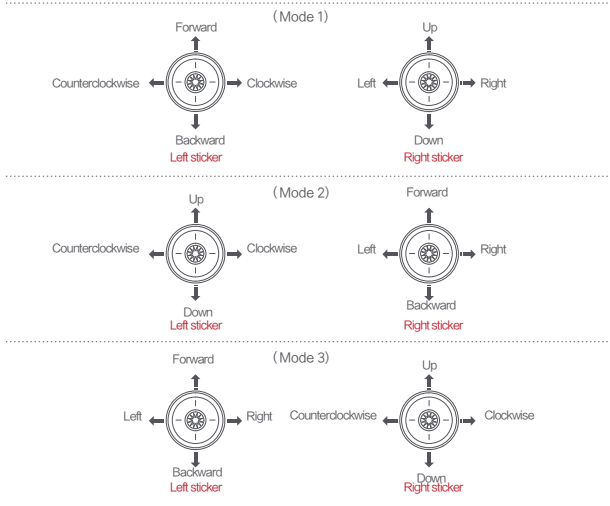 (Mode 1)
Forward
Up
Counterclockwise
Clockwise
Left
Right
Backward
Down
Left sticker
Right sticker
(Mode 2)
Up
Forward
Counterclockwise
Clockwise
Left
Right
Down
Backward
Left sticker
Right sticker
(Mode 3)
Forward
Up
Left
Right
Counterclockwise
Clockwise
Backward
Down
Left sticker
Right sticker